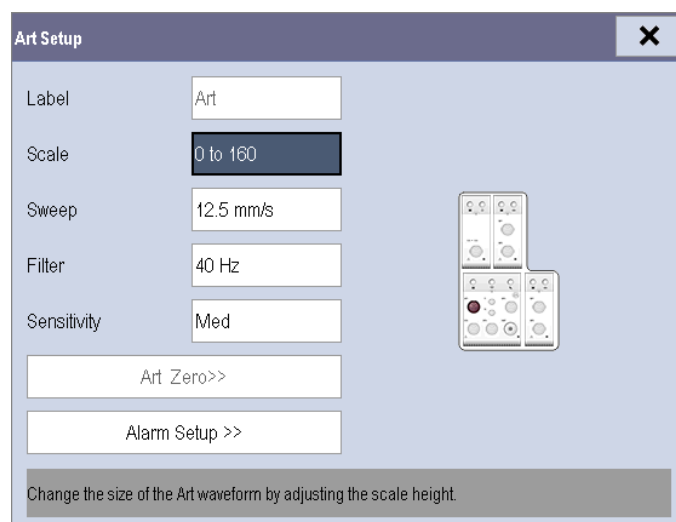 Art Setup
Label
Art
Scale
0 to 160
Sweep
12.5 mm/s
Filter
40 Hz
Sensitivity
Med
Art Zero>>
Alarm Setup >>
Change the size of the Art waveform by adjusting the scale height.